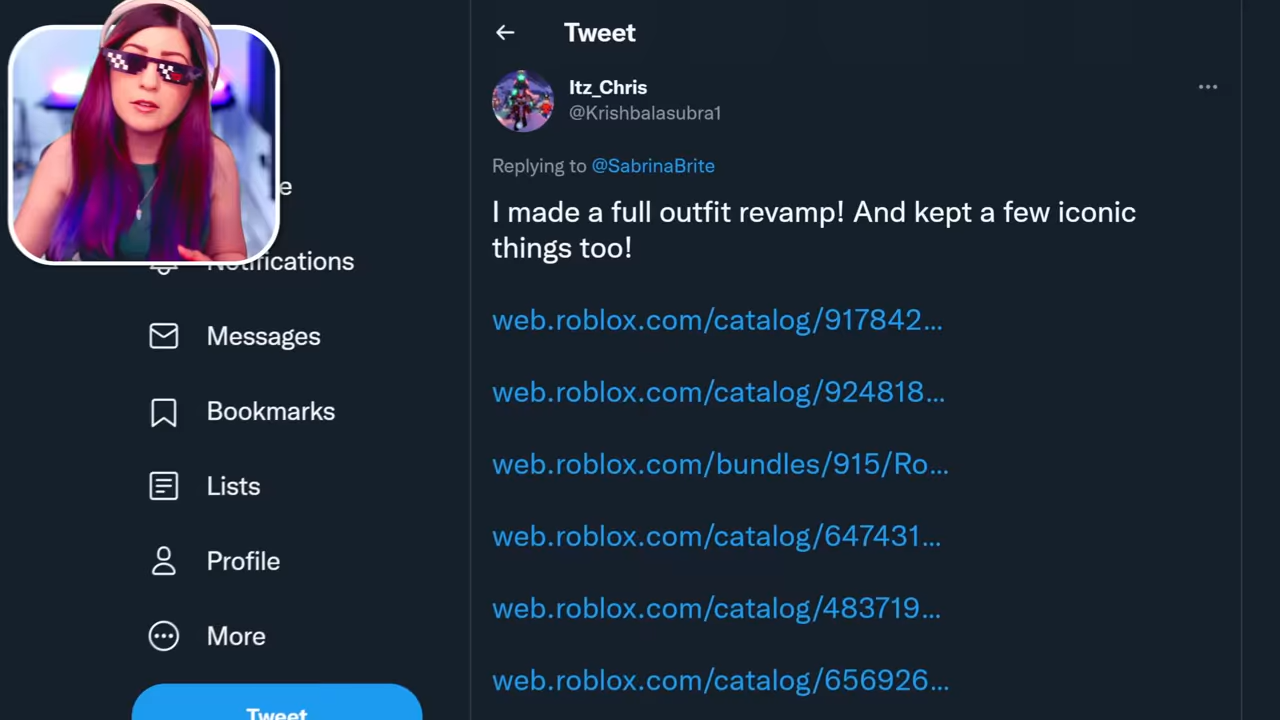 Tweet
Itz_Chris
@Krishbalasubra1
Replying to @SabrinaBrite
I made a full outfit revamp! And kept a few iconic
things too!
web.roblox.com/catalog/917842...
web.roblox.com/catalog/924818...
web.roblox.com/bundles/915/Ro...
web.roblox.com/catalog/647431...
web.roblox.com/catalog/483719...
web.roblox.com/catalog/656926...
Notifications
Messages
Bookmarks
Lists
Profile
More
Tweet